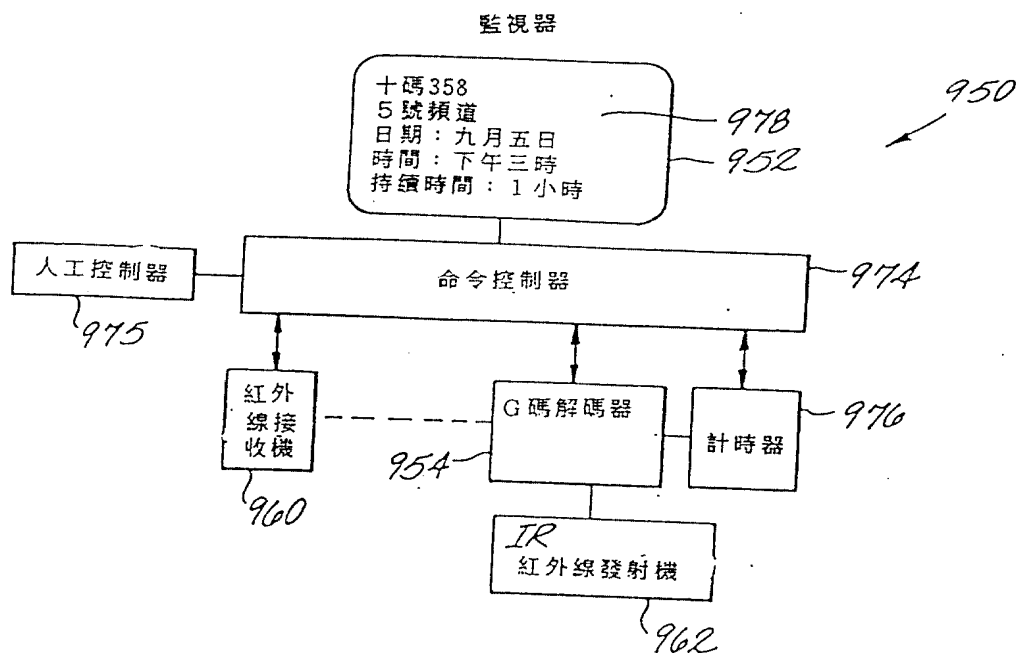 監視器
十碼358
5號頻道
日期：九月五日
時間：下午三時
持續時間：1小時
950
978
952
人工控制器
命令控制器
974
975
紅外
線接
收機
G碼解碼器
計時器
976
954
960
IR
紅外線發射機
962